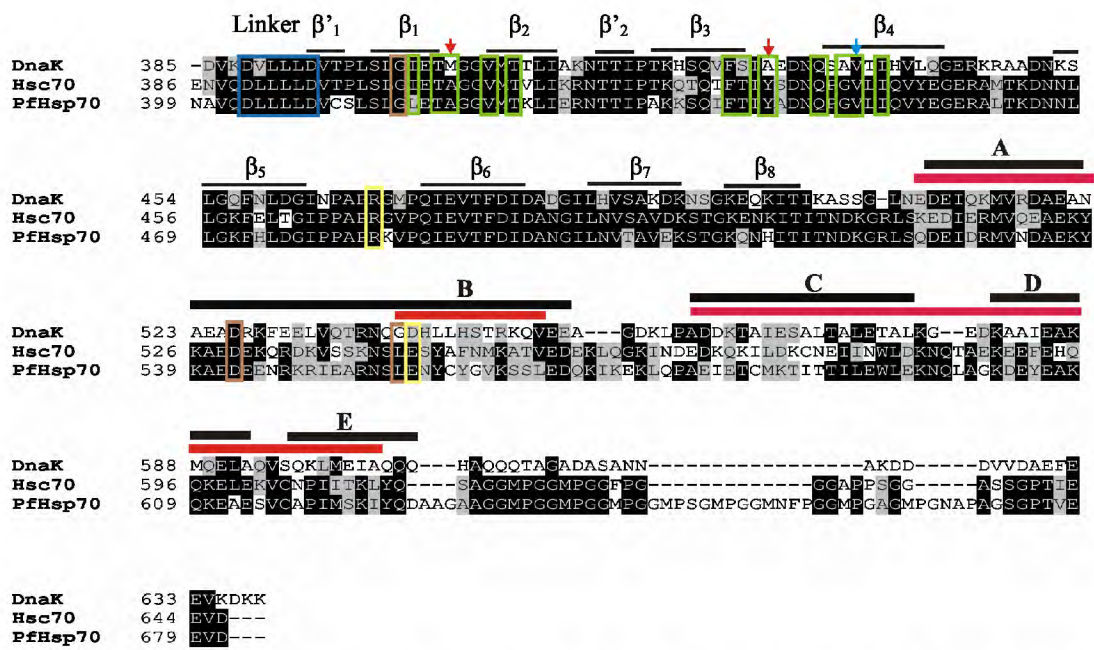 Linker β'1 β1 β2 β'2 β3 β4
DnaK 385 -DVKDVLLLDVTPLSLGIETMGGVMTTLIAKNTTIPTKHSQVFSTAEDNQSAVTIHVLQGERKRAADNKS
Hsc70 386 ENVQDLLLLDVTPLSLGIETAGGVMTVLIKRNTTIPTKQTQIFTTYSDNQPGVLIQVYEGERAMTKDNNL
PfHsp70 399 NAVQDLLLLDVCSLSLGLETAGGVMTKLIERNTTIPAKKSQIFTTYADNQPGVLIQVYEGERALTKDNNL
β5 β6 β7 β8 A
DnaK 454 LGQFNLDGINPAPRGMPQIEVTFDIDADGILHVSAKDKNSGKEQKITIKASSG-LNEDEIQKMVRDAEAN
Hsc70 456 LGKFELTGIPPAPRGVPQIEVTFDIDANGILNVSAVDKSTGKENKITITNDKGRLSKEDIERMVQEAEKY
PfHsp70 469 LGKFHLDGIPPAPRKVPQIEVTFDIDANGILNVTAVEKSTGKQNHITITNDKGRLSQDEIDRMVNDAEKY
B C D
DnaK 523 AEADRKFEELVQTRNQGDHLLHSTRKQVEEA---GDKLPADDKTAIESALTALETALKG--EDKAAIEAK
Hsc70 526 KAEDEKQRDKVSSKNSLESYAFNMKATVEDEKLQGKINDEDKQKILDKCNEIINWLDKNQTAEKEEFEHQ
PfHsp70 539 KAEDEENRKRIEARNSLENYCYGVKSSLEDQKIKEKLQPAEIETCMKTITTILEWLEKNQLAGKDEYEAK
E
DnaK 588 MQELAQVSQKLMEIAQQQ---HAQQQTAGADASANN-----------------AKDD---DVVDAEFE
Hsc70 596 QKELEKVCNPIITKLYQ----SAGGMPGGMPGGFPG---------------GGAPPSGG----ASSGPTIE
PfHsp70 609 QKEAESVCAPIMSKIYQDAAGAAGGMPGGMPGGMPGGMPSGMPGGMNFPGGMPGAGMPGNAPAGSGPTVE
DnaK 633 EVKDKK
Hsc70 644 EVD---
PfHsp70 679 EVD---